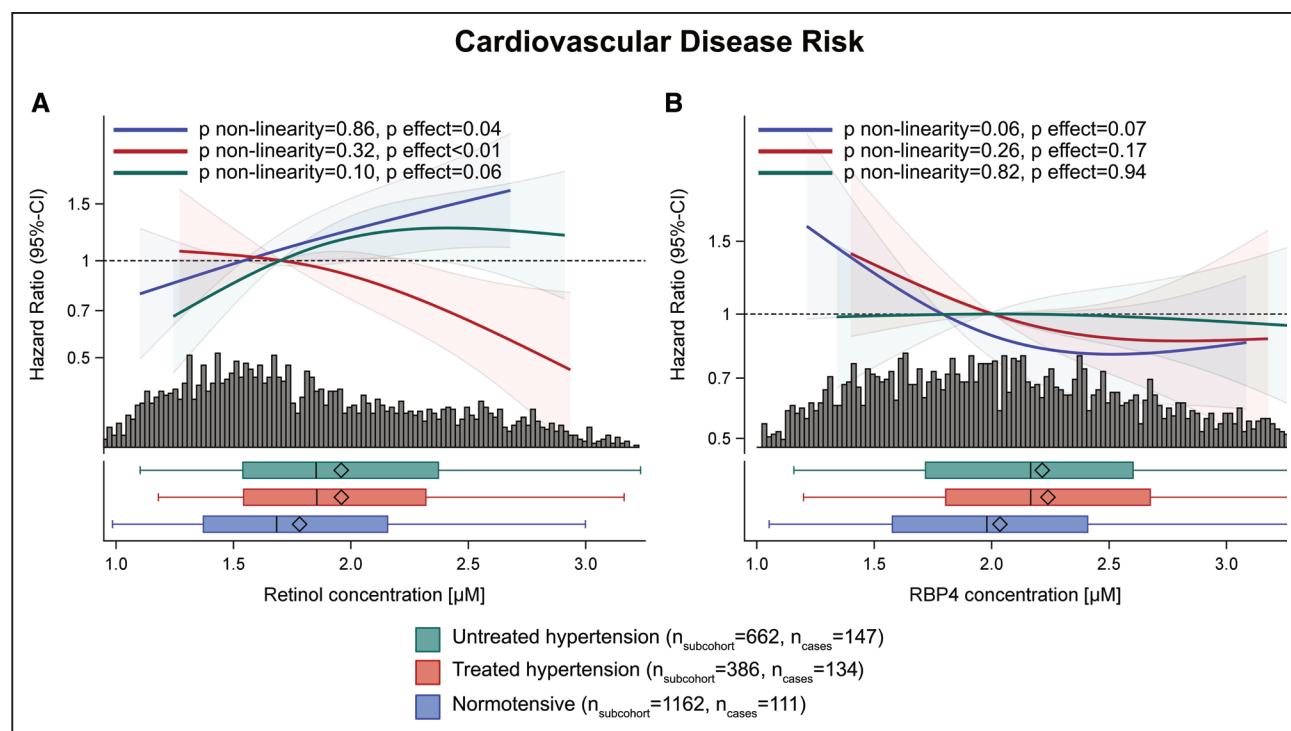 Cardiovascular Disease Risk
A
p non-linearity=0.86, p effect=0.04
p non-linearity=0.32, p effect<0.01
p non-linearity=0.10, p effect=0.06
Hazard Ratio (95%-CI)
1.5
1
0.7
0.5
1.0 1.5 2.0 2.5 3.0
Retinol concentration [µM]
B
p non-linearity=0.06, p effect=0.07
p non-linearity=0.26, p effect=0.17
p non-linearity=0.82, p effect=0.94
Hazard Ratio (95%-CI)
1.5
1
0.7
0.5
1.0 1.5 2.0 2.5 3.0
RBP4 concentration [µM]
Untreated hypertension (nsubcohort=662, ncases=147)
Treated hypertension (nsubcohort=386, ncases=134)
Normotensive (nsubcohort=1162, ncases=111)